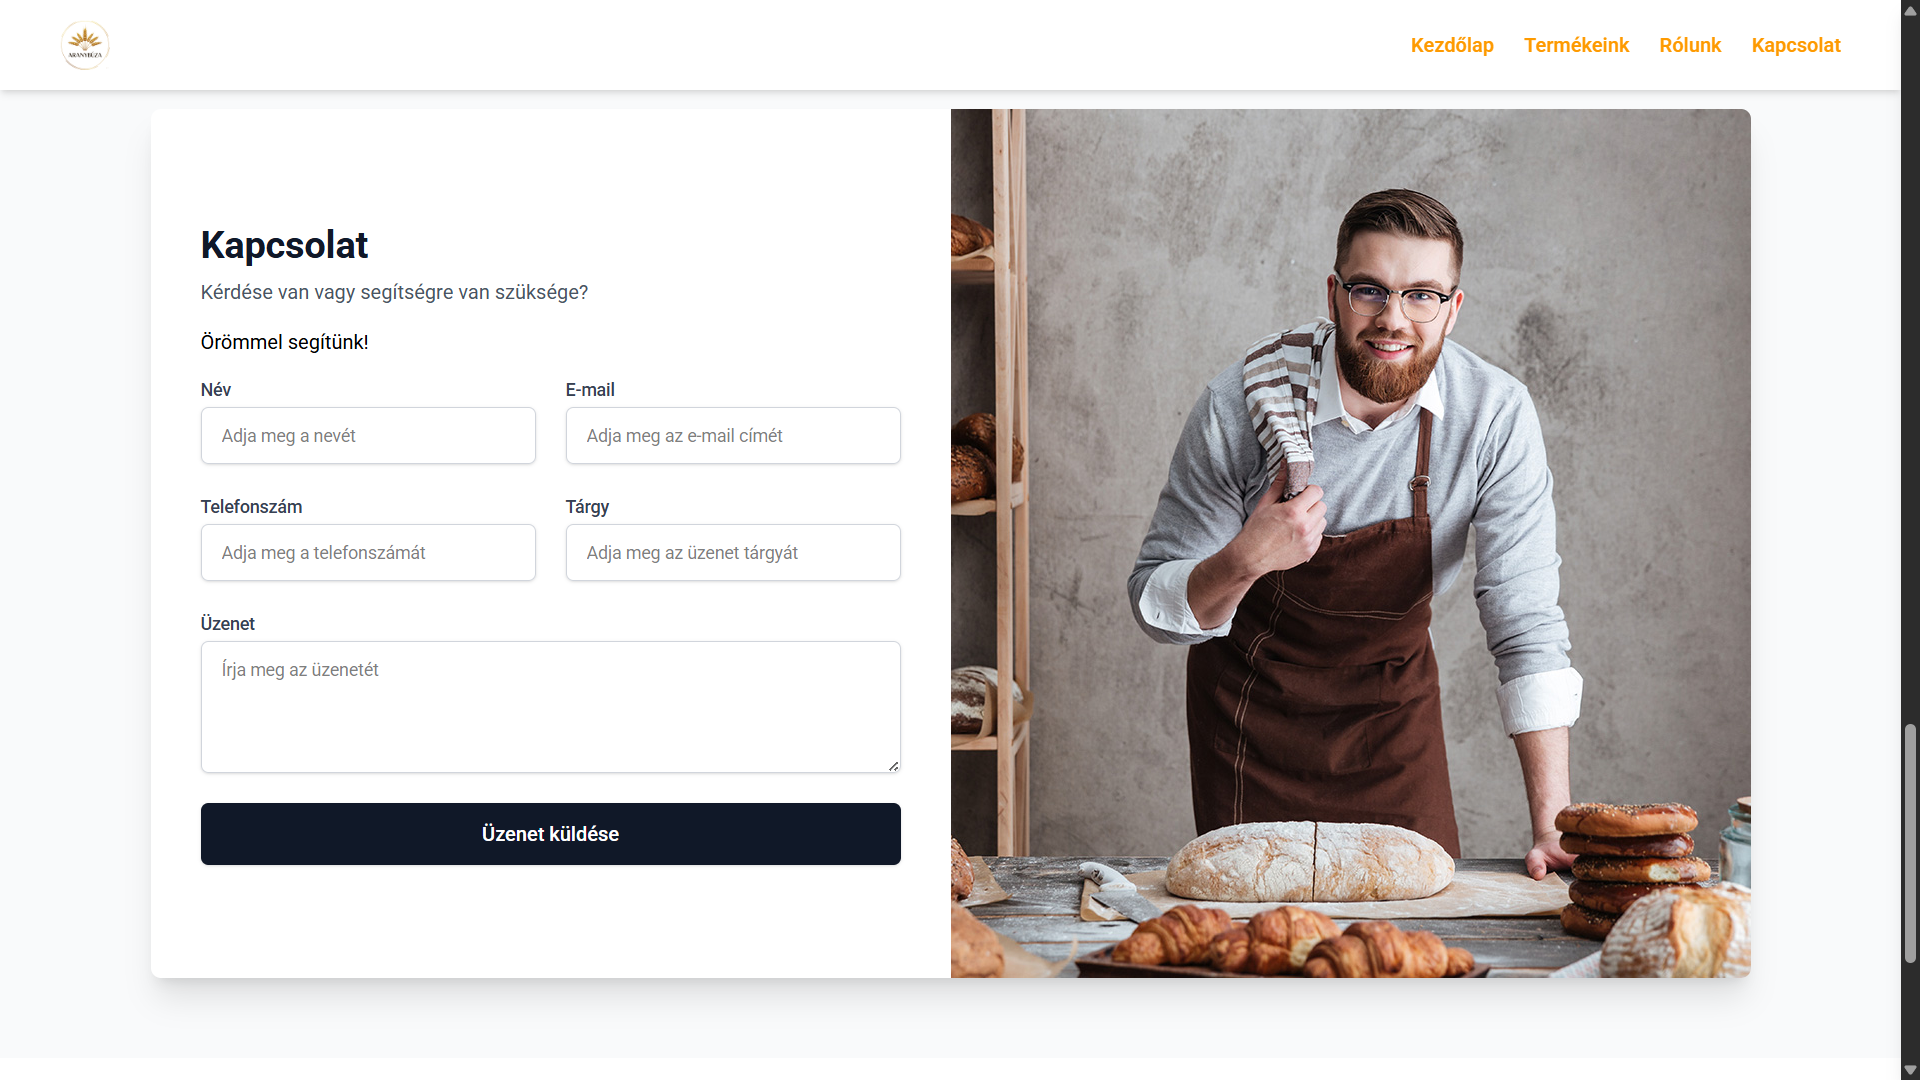 ARANYBÚZA
Kezdőlap
Termékeink
Rólunk
Kapcsolat
Kapcsolat
Kérdése van vagy segítségre van szüksége?
Örömmel segítünk!
Név
E-mail
Adja meg a nevét
Adja meg az e-mail címét
Telefonszám
Tárgy
Adja meg a telefonszámát
Adja meg az üzenet tárgyát
Üzenet
Írja meg az üzenetét
Üzenet küldése